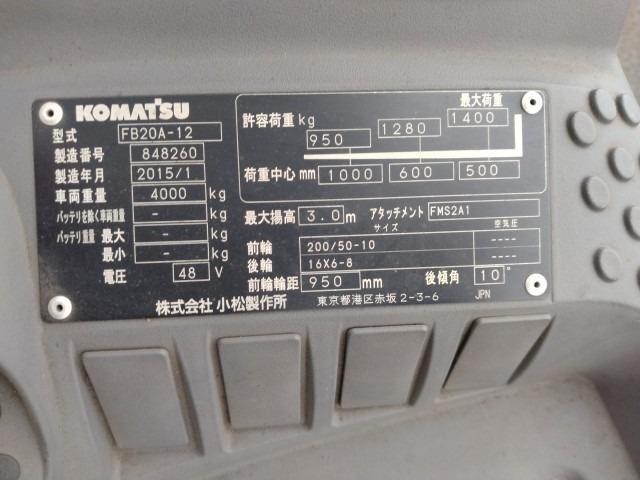 KOMATSU
型式 FB20A-12
製造番号 848260
製造年月 2015/1
車両重量 4000 kg
バッテリを除く車両重量 - kg
バッテリ重量 最大 - kg
最小 - kg
電圧 48 V
最大荷重
許容荷重 kg 950 1280 1400
荷重中心 mm 1000 600 500
最大揚高 3.0 m アタッチメント FMS2A1
サイズ 空気圧
前輪 200/50-10 ----
後輪 16X6-8 ----
前輪輪距 950 mm 後傾角 10°
株式会社 小松製作所 東京都港区赤坂2-3-6 JPN